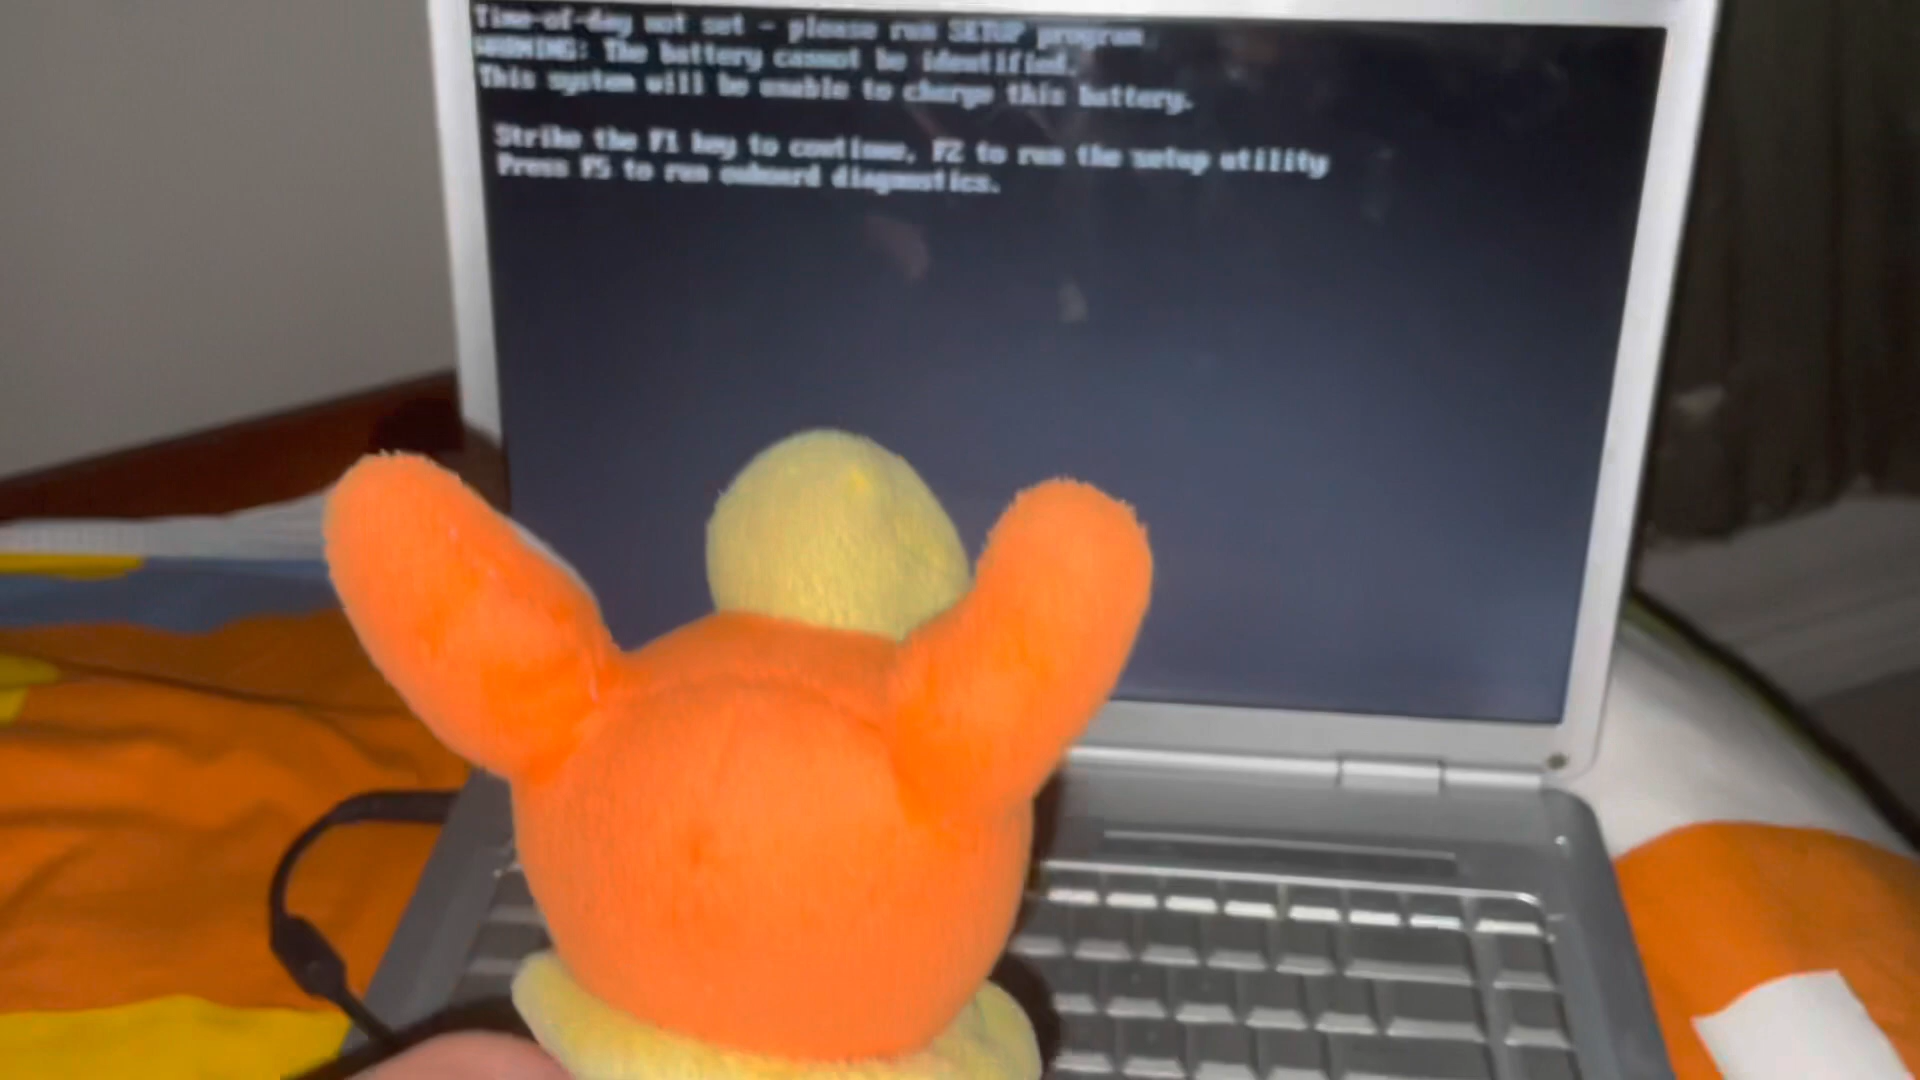 Time-of-day not set - please run SETUP program
WARNING: The battery cannot be identified.
This system will be unable to charge this battery.
Strike the F1 key to continue, F2 to run the setup utility
Press F5 to run onboard diagnostics.